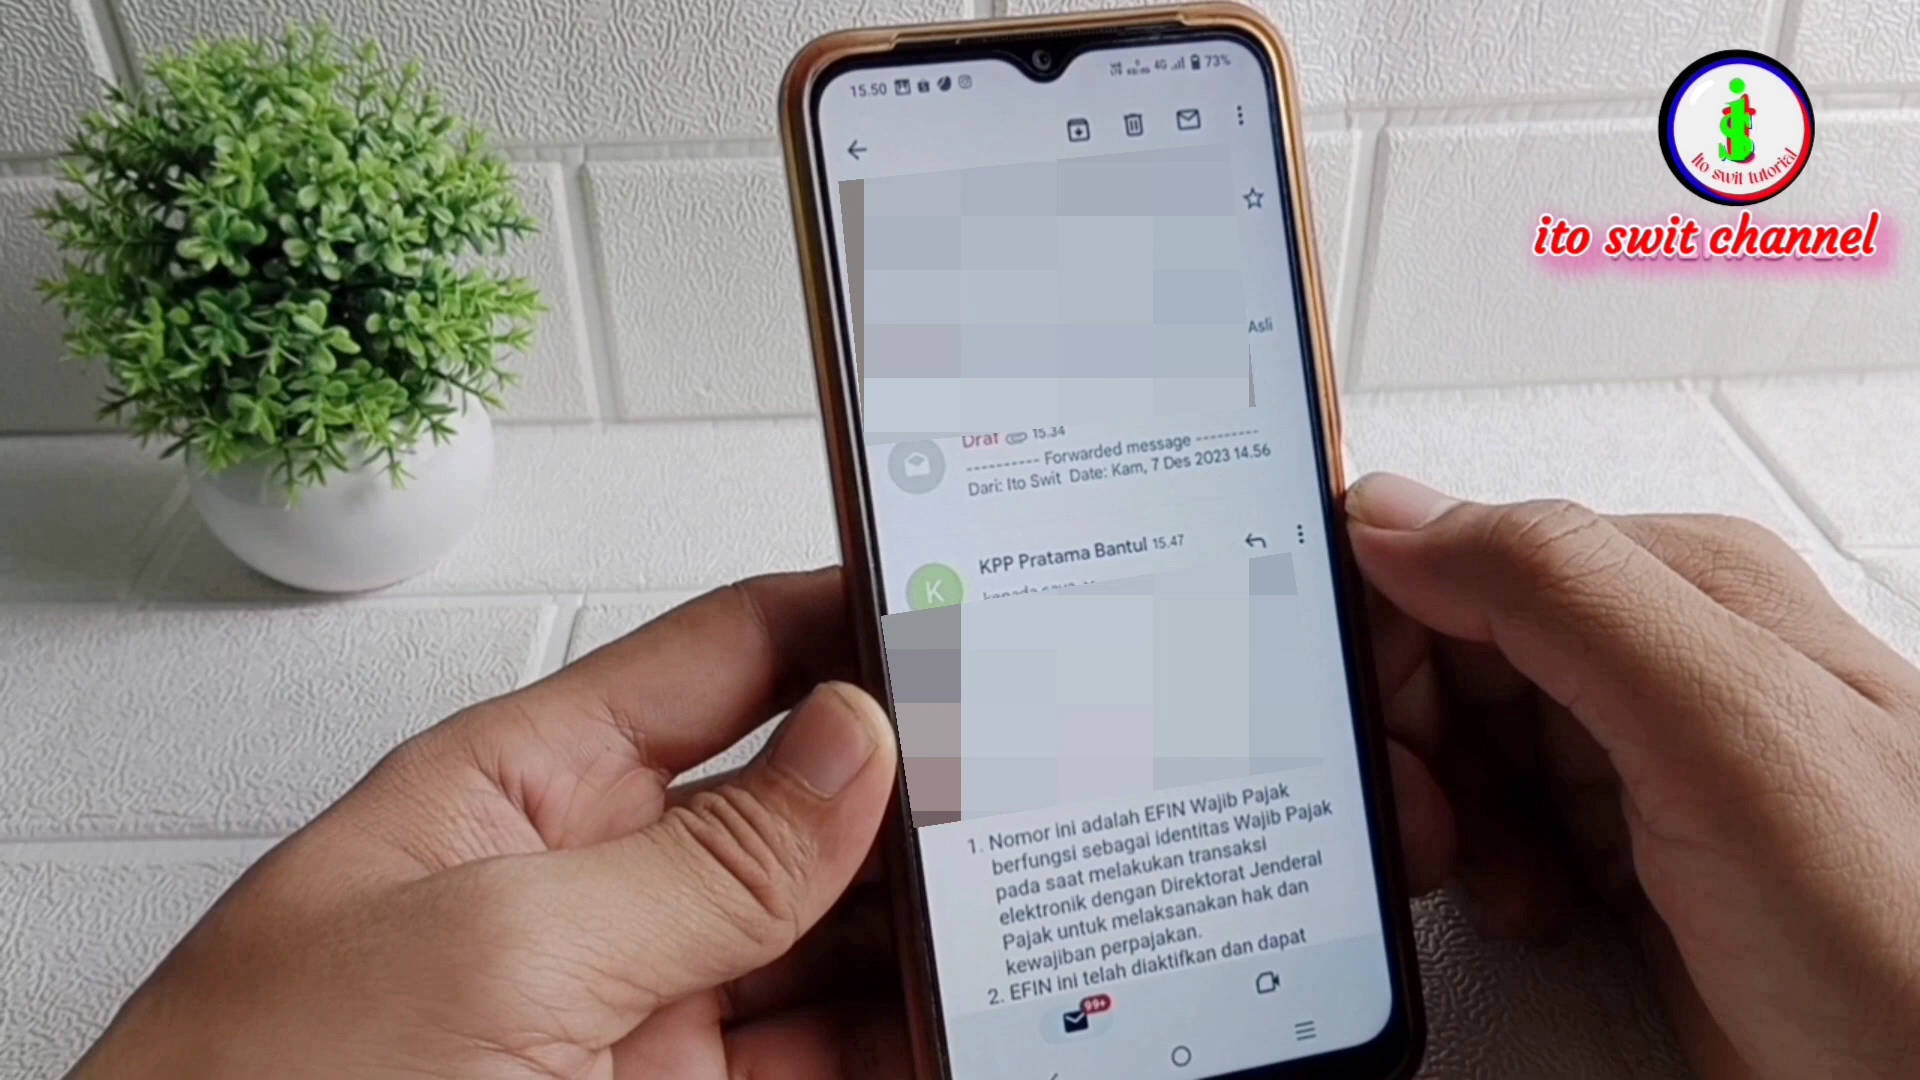 15.50
4G 73%
Asli
Draf 15.34
---------- Forwarded message ---------
Dari: Ito Swit Date: Kam, 7 Des 2023 14.56
KPP Pratama Bantul 15.47
K
1. Nomor ini adalah EFIN Wajib Pajak
berfungsi sebagai identitas Wajib Pajak
pada saat melakukan transaksi
elektronik dengan Direktorat Jenderal
Pajak untuk melaksanakan hak dan
kewajiban perpajakan.
2. EFIN ini telah diaktifkan dan dapat
99+
ito swit tutorial
ito swit channel